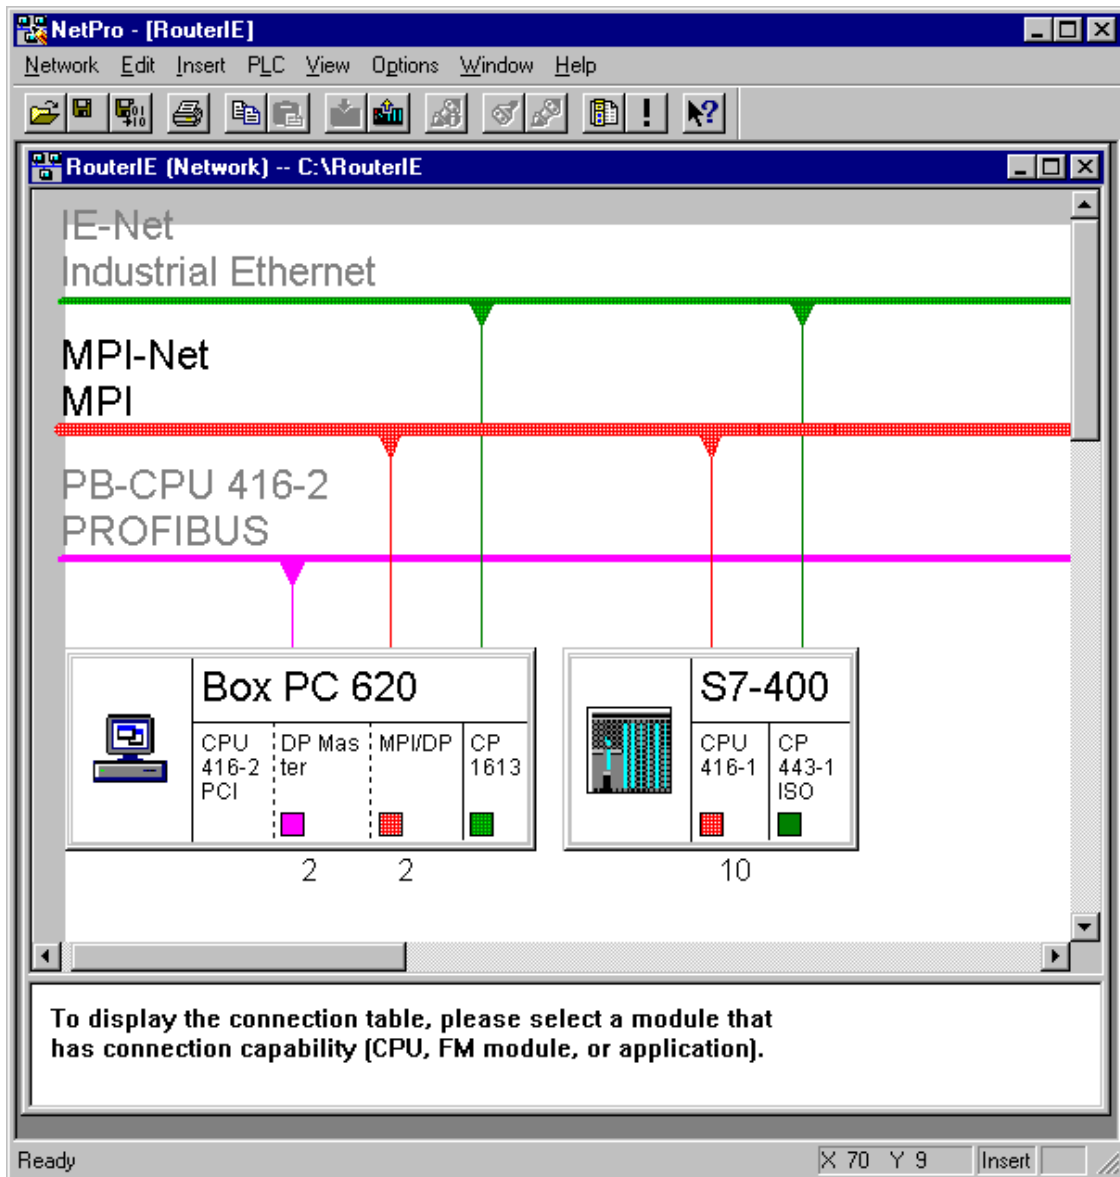 NetPro - [RouterIE]
Network Edit Insert PLC View Options Window Help
RouterIE (Network) -- C:\RouterIE
IE-Net
Industrial Ethernet
MPI-Net
MPI
PB-CPU 416-2
PROFIBUS
Box PC 620
CPU
416-2
PCI
DP Mas
ter
MPI/DP
CP
1613
2
2
S7-400
CPU
416-1
CP
443-1
ISO
10
To display the connection table, please select a module that
has connection capability (CPU, FM module, or application).
Ready
X 70 Y 9
Insert